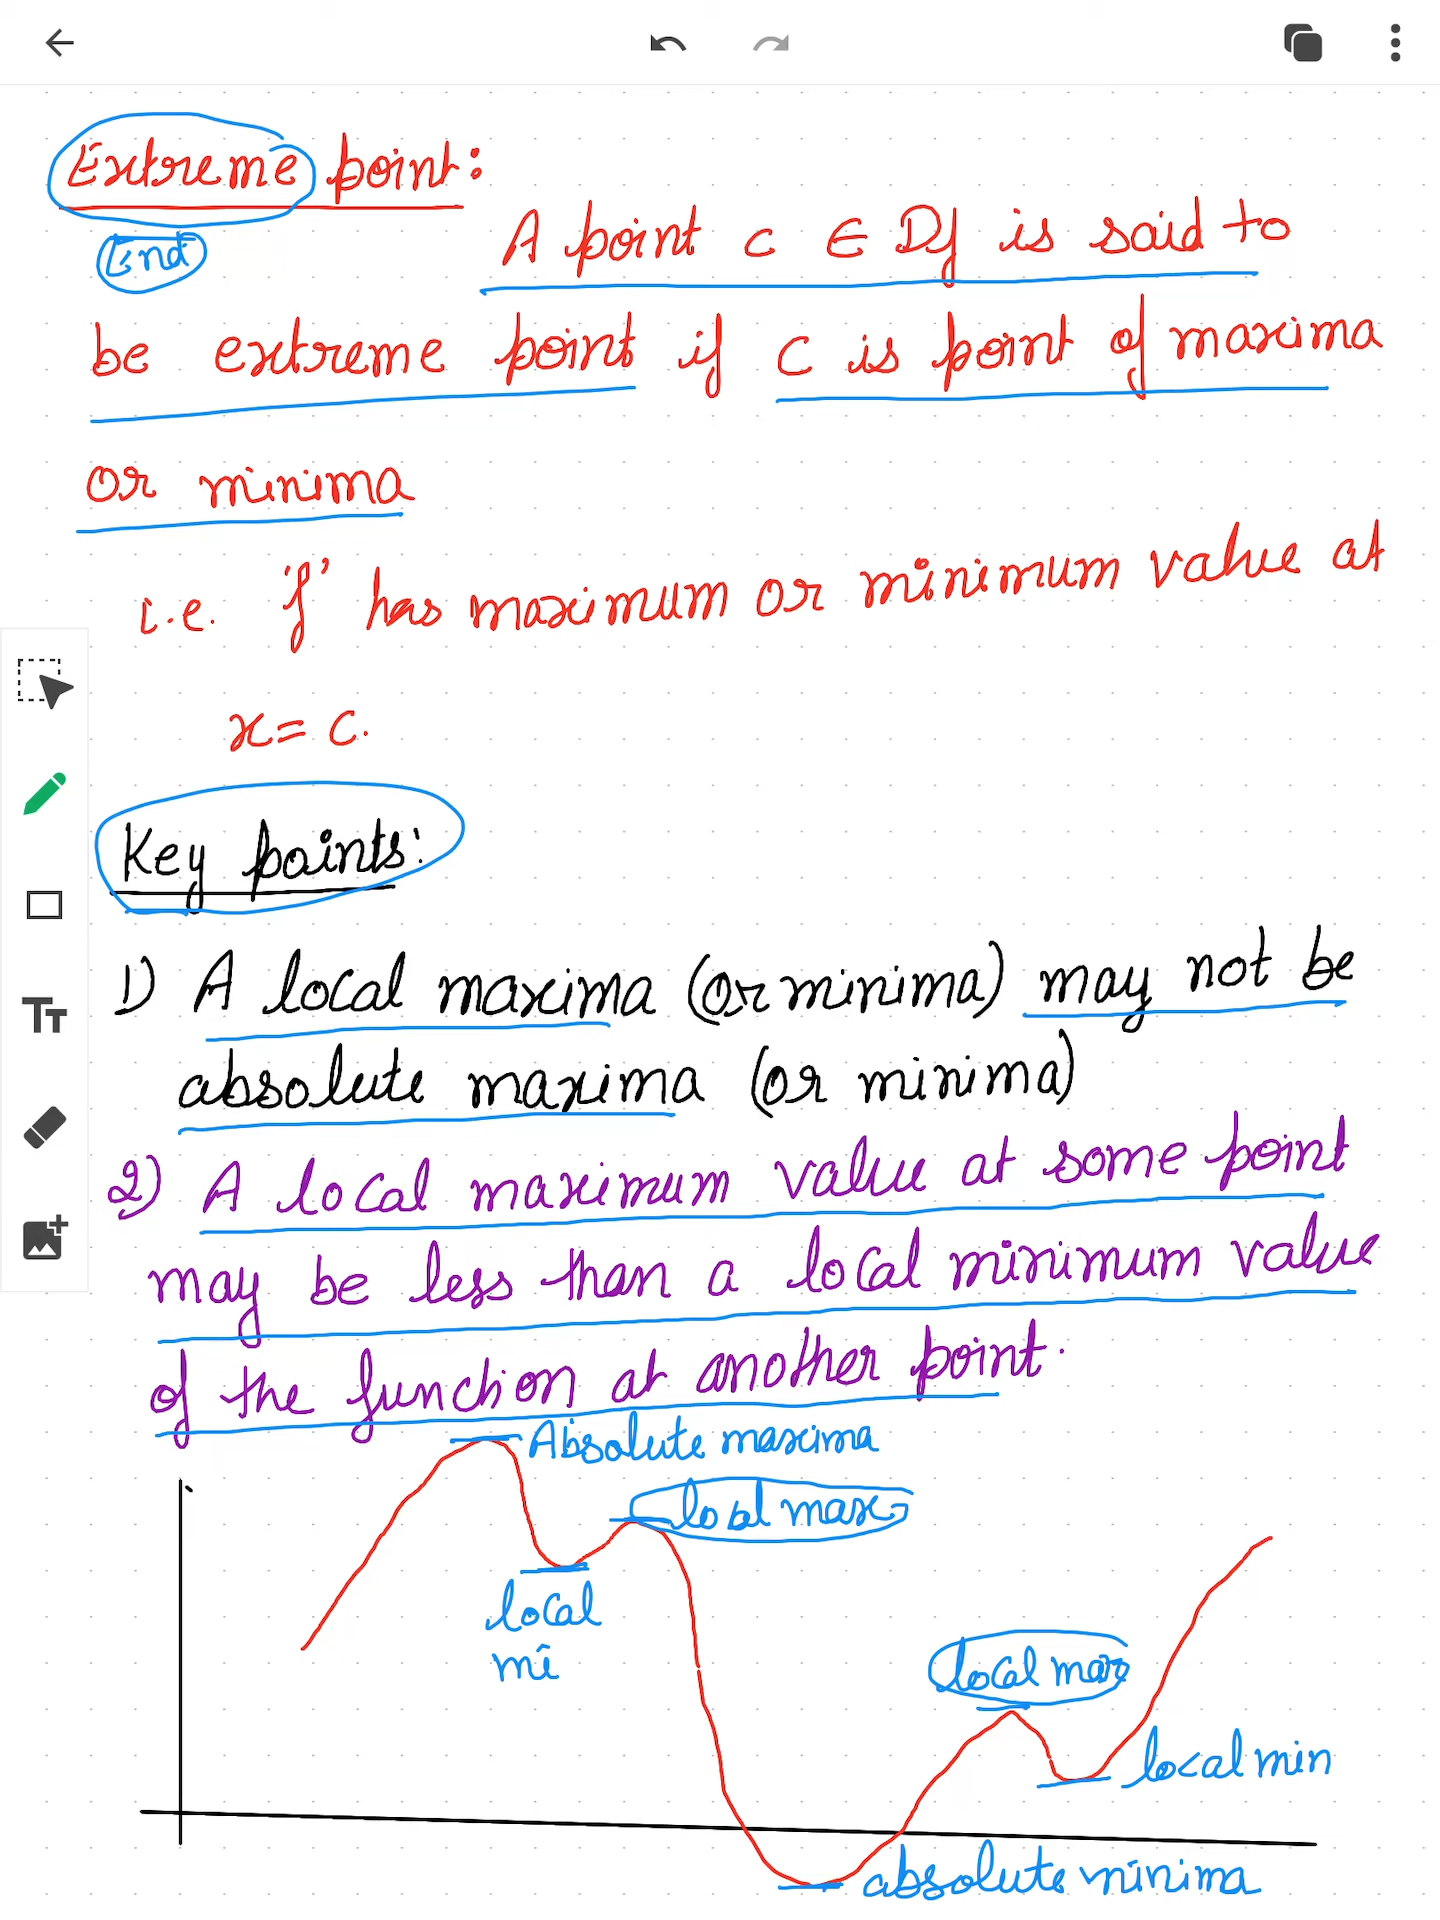 Extreme point:
End
A point c ∈ Df is said to
be extreme point if c is point of maxima
or minima
i.e. 'f' has maximum or minimum value at
x = c.
Key points:
1) A local maxima (or minima) may not be
absolute maxima (or minima)
2) A local maximum value at some point
may be less than a local minimum value
of the function at another point.
Absolute maxima
local max
local
mi
local max
local min
absolute minima
TT